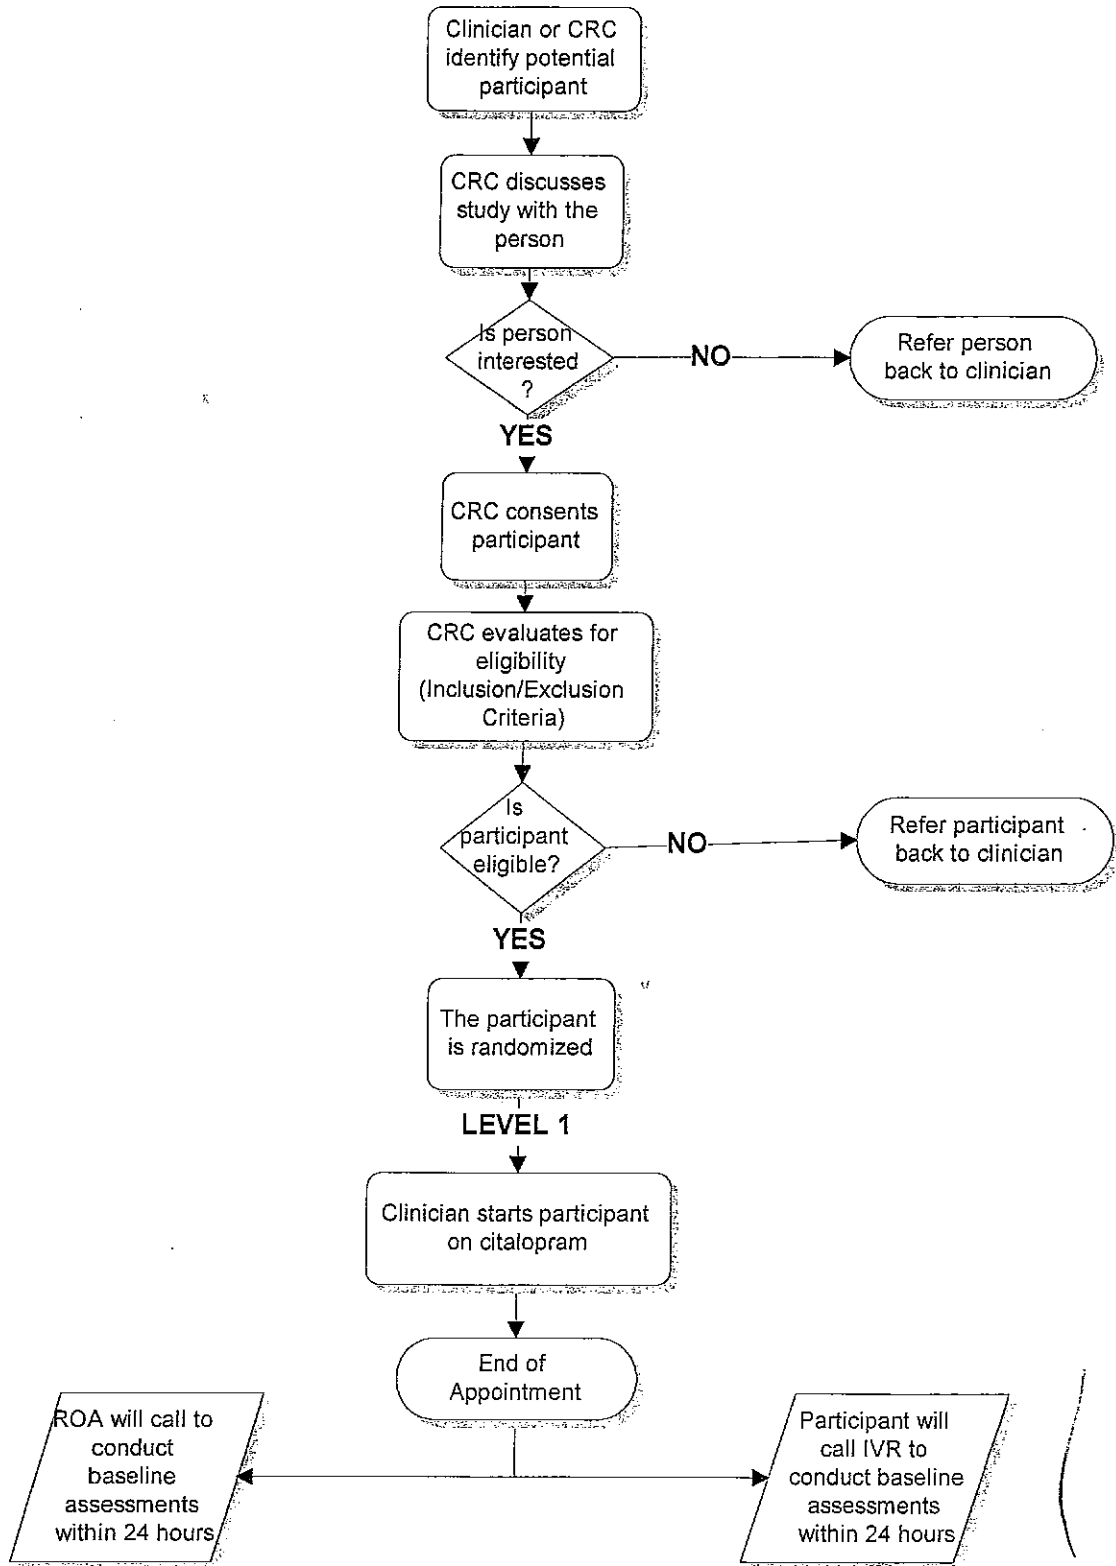 Clinician or CRC
identify potential
participant
CRC discusses
study with the
person
Is person
interested
?
NO
Refer person
back to clinician
YES
CRC consents
participant
CRC evaluates for
eligibility
(Inclusion/Exclusion
Criteria)
Is
participant
eligible?
NO
Refer participant
back to clinician
YES
The participant
is randomized
LEVEL 1
Clinician starts participant
on citalopram
End of
Appointment
ROA will call to
conduct
baseline
assessments
within 24 hours
Participant will
call IVR to
conduct baseline
assessments
within 24 hours